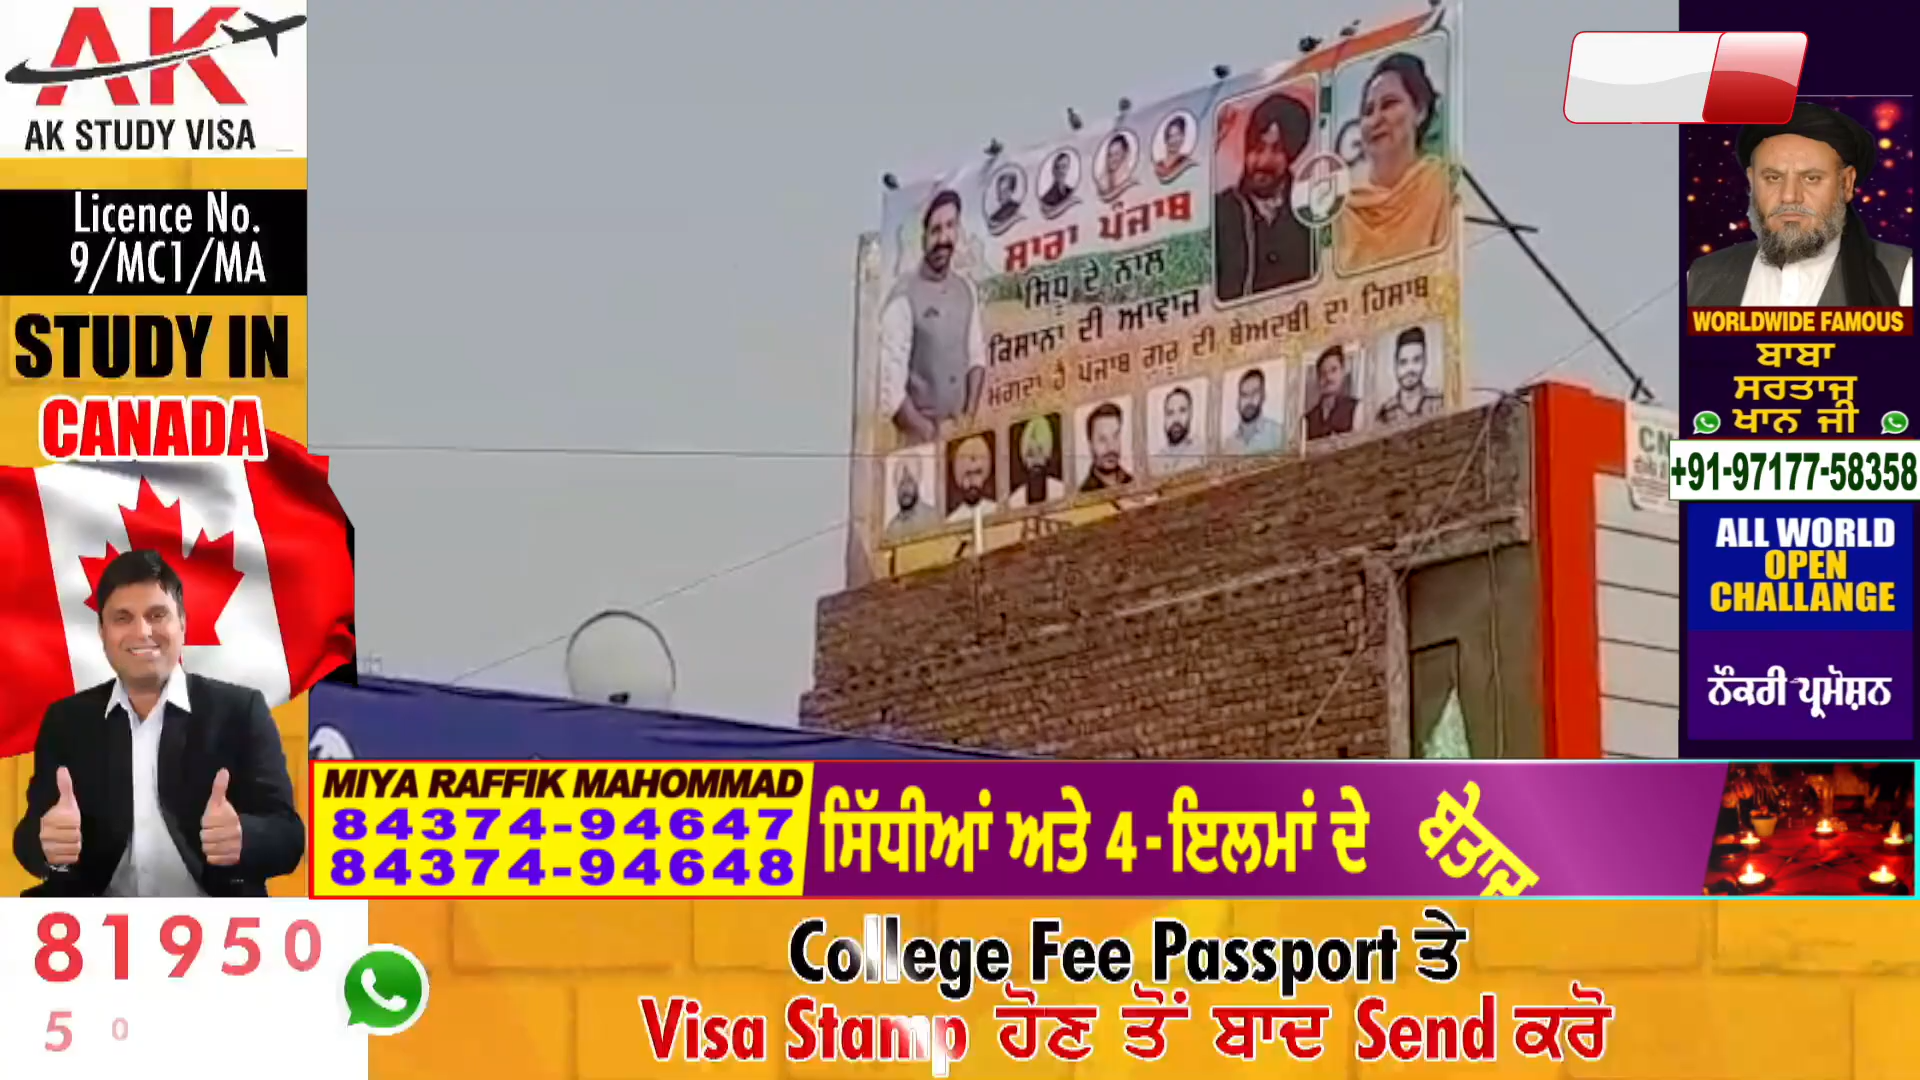 AK
AK STUDY VISA
Licence No.
9/MC1/MA
STUDY IN
CANADA
81950
50
ਸਾਰਾ ਪੰਜਾਬ
ਸਿੱਧੂ ਦੇ ਨਾਲ
ਕਿਸਾਨਾਂ ਦੀ ਆਵਾਜ਼
ਮੰਗਦਾ ਹੈ ਪੰਜਾਬ ਗੁਰੂ ਦੀ ਬੇਅਦਬੀ ਦਾ ਹਿਸਾਬ
CN
WORLDWIDE FAMOUS
ਬਾਬਾ
ਸਰਤਾਜ
ਖਾਨ ਜੀ
+91-97177-58358
ALL WORLD
OPEN
CHALLANGE
ਨੌਕਰੀ ਪ੍ਰਮੋਸ਼ਨ
MIYA RAFFIK MAHOMMAD
84374-94647
84374-94648
ਸਿੱਧੀਆਂ ਅਤੇ 4-ਇਲਮਾਂ ਦੇ ਬੇਤਾਜ
College Fee Passport ਤੇ
Visa Stamp ਹੋਣ ਤੋਂ ਬਾਦ Send ਕਰੋ